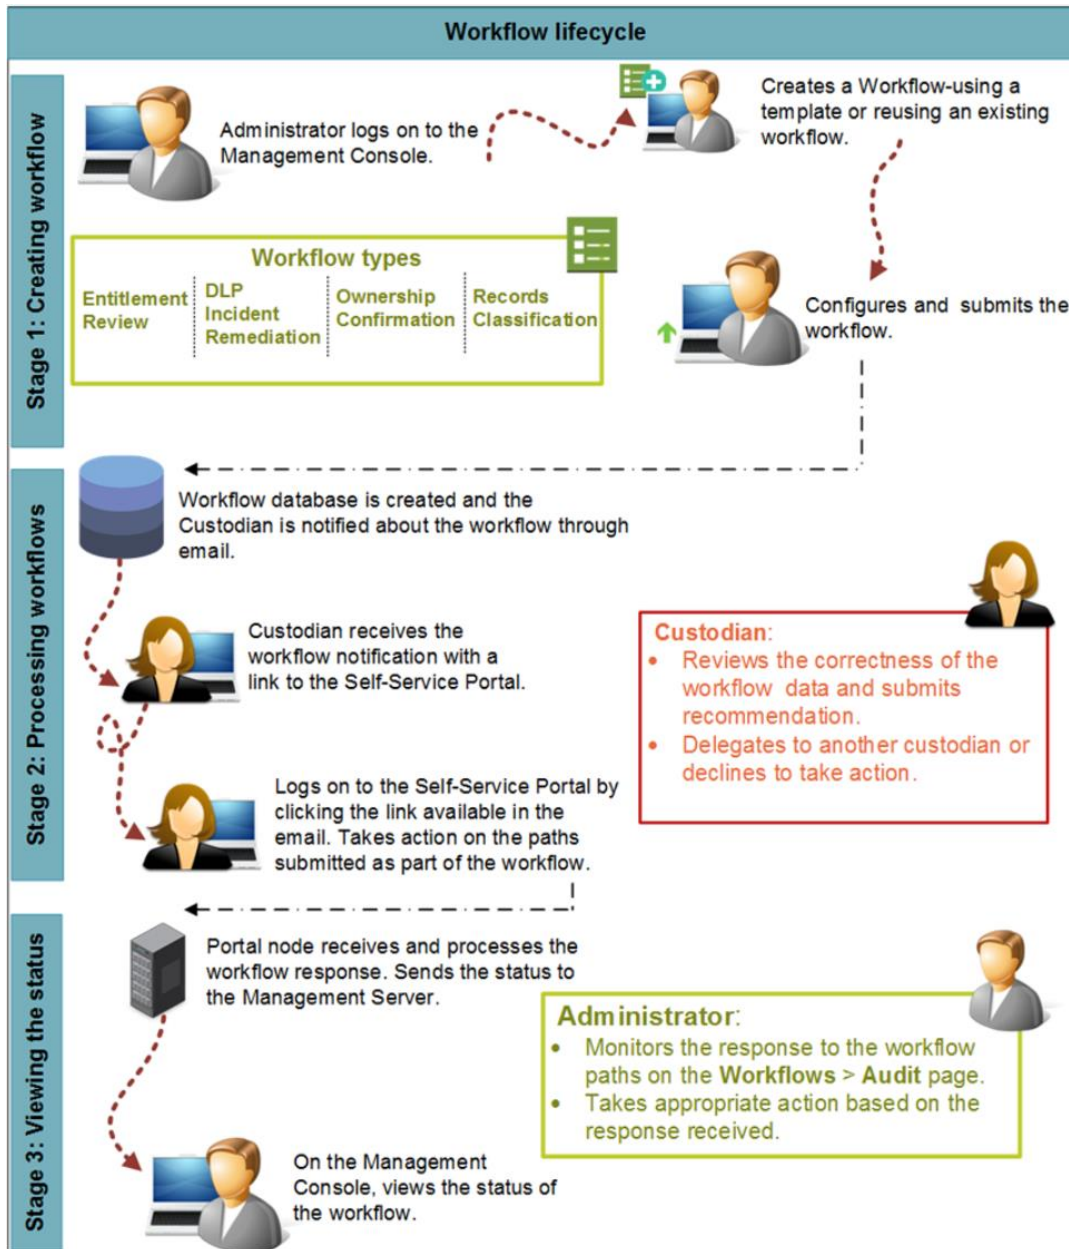 Workflow lifecycle
Stage 1: Creating workflow
Administrator logs on to the
Management Console.
Creates a Workflow-using a
template or reusing an existing
workflow.
Workflow types
Entitlement
Review
DLP
Incident
Remediation
Ownership
Confirmation
Records
Classification
Configures and submits the
workflow.
Stage 2: Processing workflows
Workflow database is created and the
Custodian is notified about the workflow through
email.
Custodian receives the
workflow notification with a
link to the Self-Service Portal.
Custodian:
• Reviews the correctness of the
workflow data and submits
recommendation.
• Delegates to another custodian or
declines to take action.
Logs on to the Self-Service Portal by
clicking the link available in the
email. Takes action on the paths
submitted as part of the workflow.
Stage 3: Viewing the status
Portal node receives and processes the
workflow response. Sends the status to
the Management Server.
Administrator:
• Monitors the response to the workflow
paths on the Workflows > Audit page.
• Takes appropriate action based on the
response received.
On the Management
Console, views the status of
the workflow.